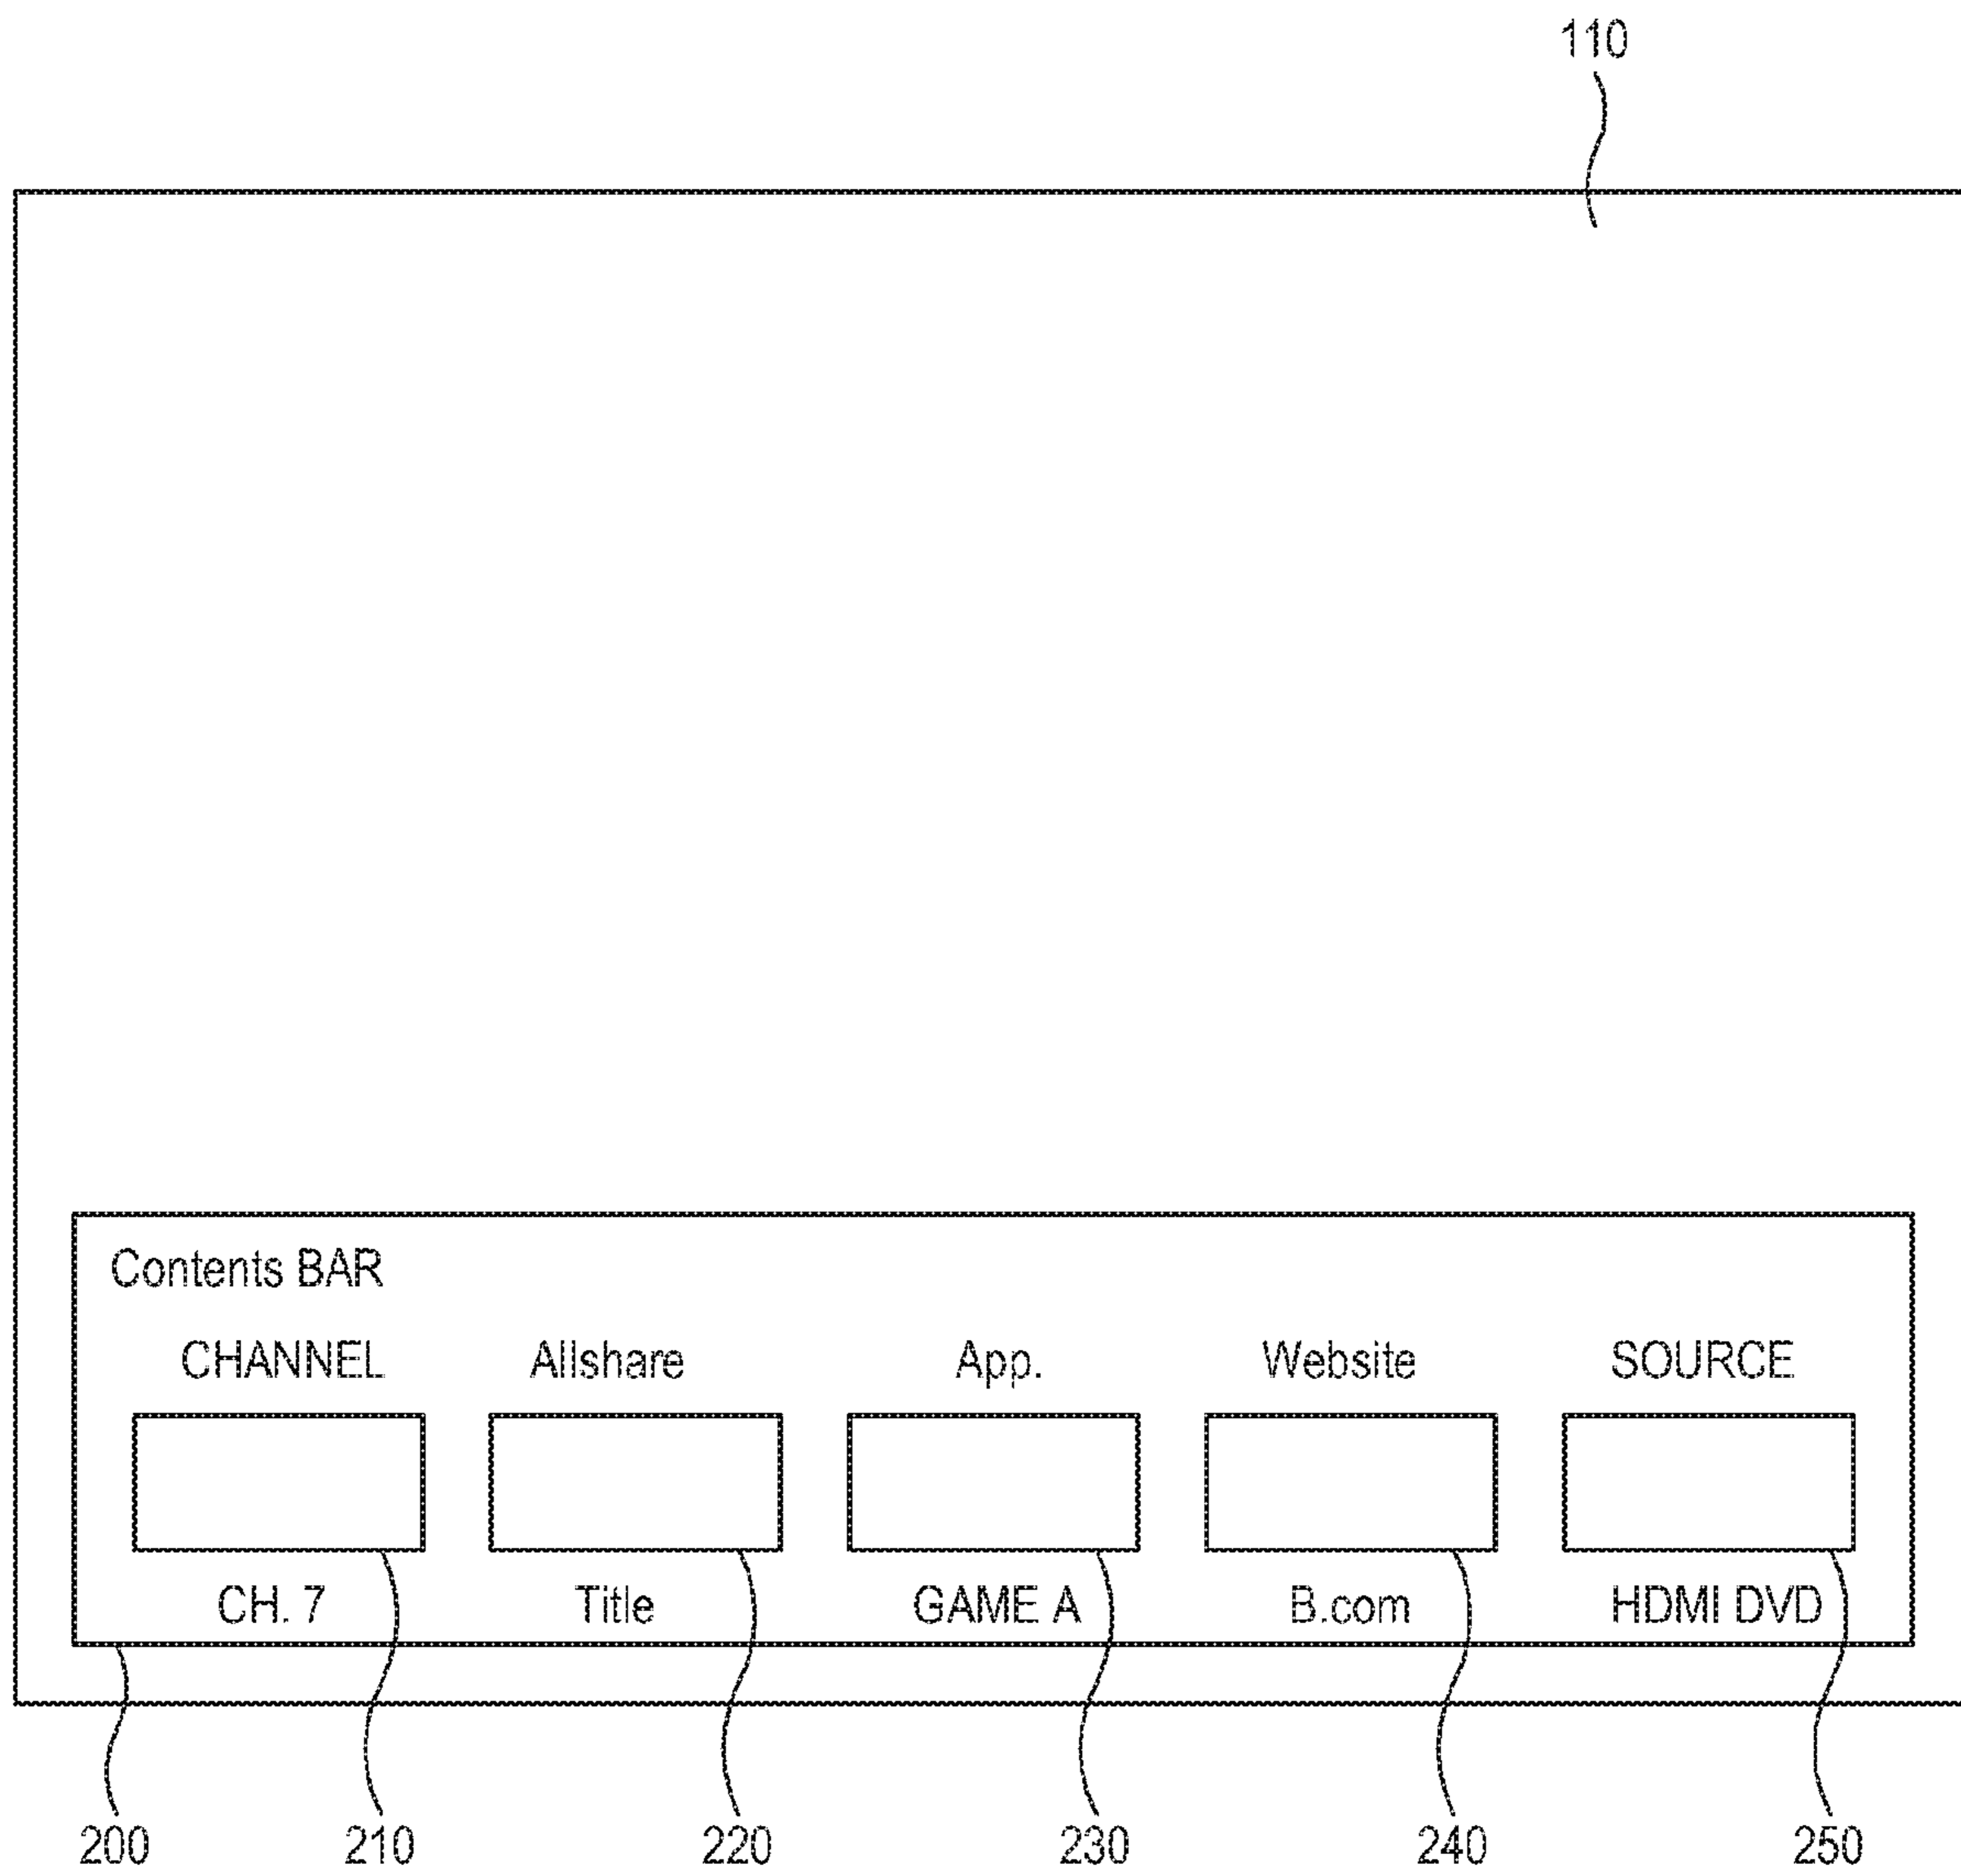 110
Contents BAR
CHANNEL Allshare App. Website SOURCE
CH. 7 Title GAME A B.com HDMI DVD
200 210 220 230 240 250